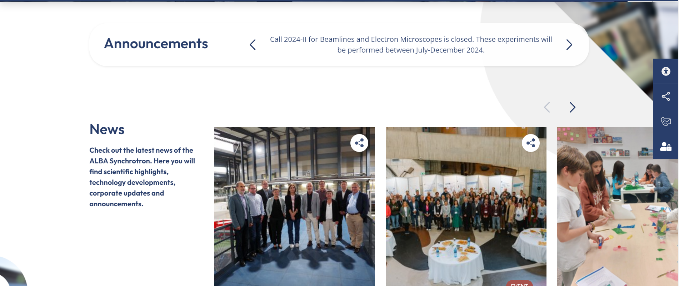 Announcements
Call 2024-II for Beamlines and Electron Microscopes is closed. These experiments will
be performed between July-December 2024.
News
Check out the latest news of the
ALBA Synchrotron. Here you will
find scientific highlights,
technology developments,
corporate updates and
announcements.
EVENT